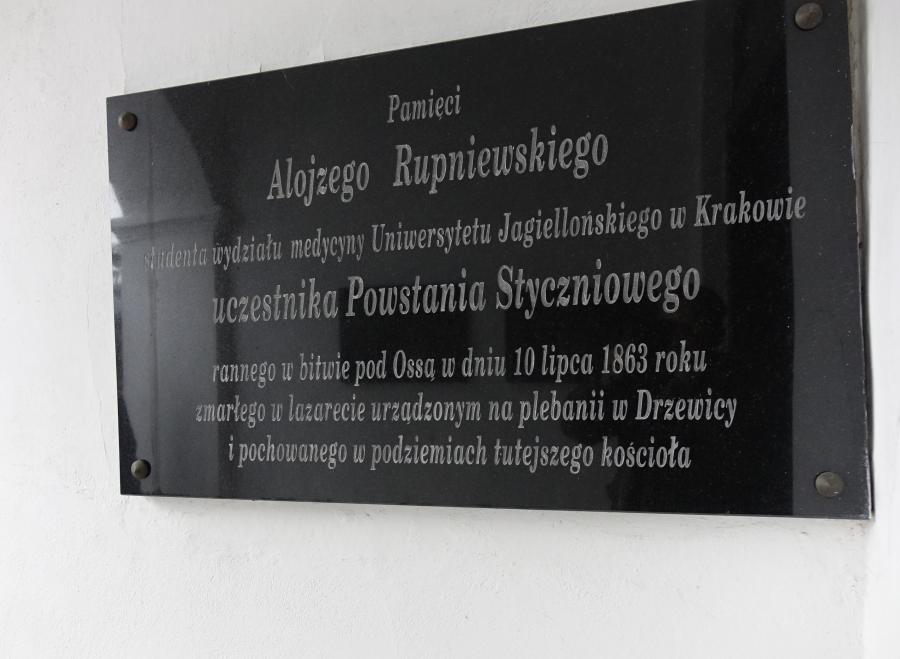 Pamięci
Alojzego Rupniewskiego
studenta wydziału medycyny Uniwersytetu Jagiellońskiego w Krakowie
uczestnika Powstania Styczniowego
rannego w bitwie pod Ossą w dniu 10 lipca 1863 roku
zmarłego w lazarecie urządzonym na plebanii w Drzewicy
i pochowanego w podziemiach tutejszego kościoła